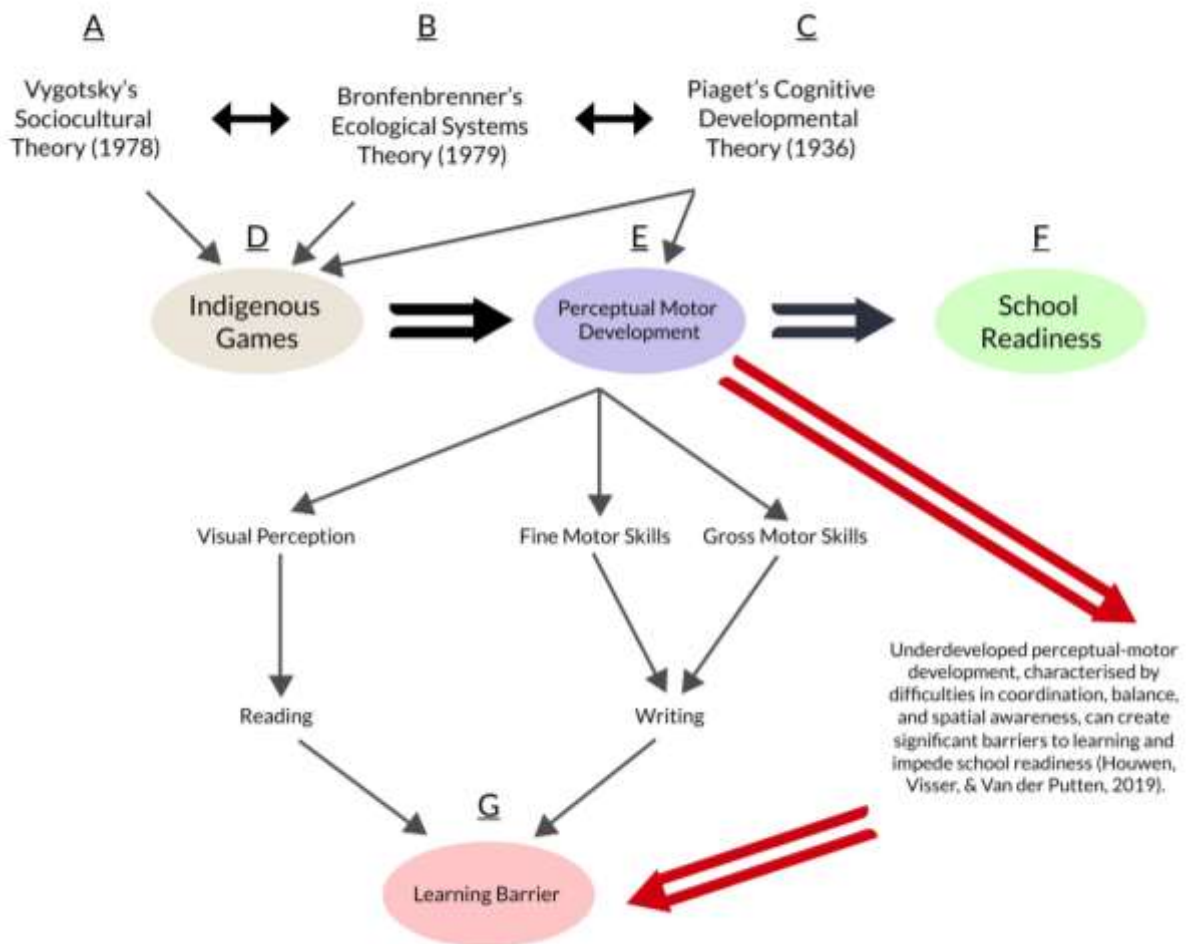 A
B
C
Vygotsky's
Sociocultural
Theory (1978)
Bronfenbrenner's
Ecological Systems
Theory (1979)
Piaget's Cognitive
Developmental
Theory (1936)
D
E
F
Indigenous
Games
Perceptual Motor
Development
School
Readiness
Visual Perception
Fine Motor Skills
Gross Motor Skills
Reading
Writing
Underdeveloped perceptual-motor
development, characterised by
difficulties in coordination, balance,
and spatial awareness, can create
significant barriers to learning and
impede school readiness (Houwen,
Visser, & Van der Putten, 2019).
G
Learning Barrier